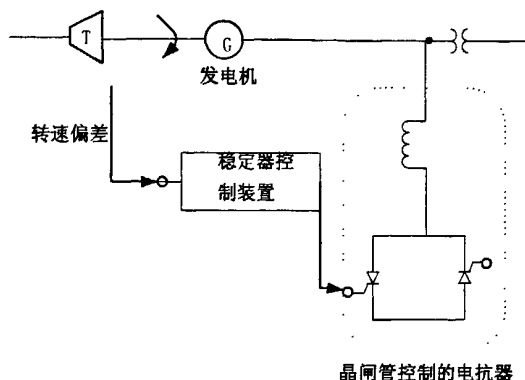 T
G
发电机
转速偏差
稳定器控
制装置
晶闸管控制的电抗器